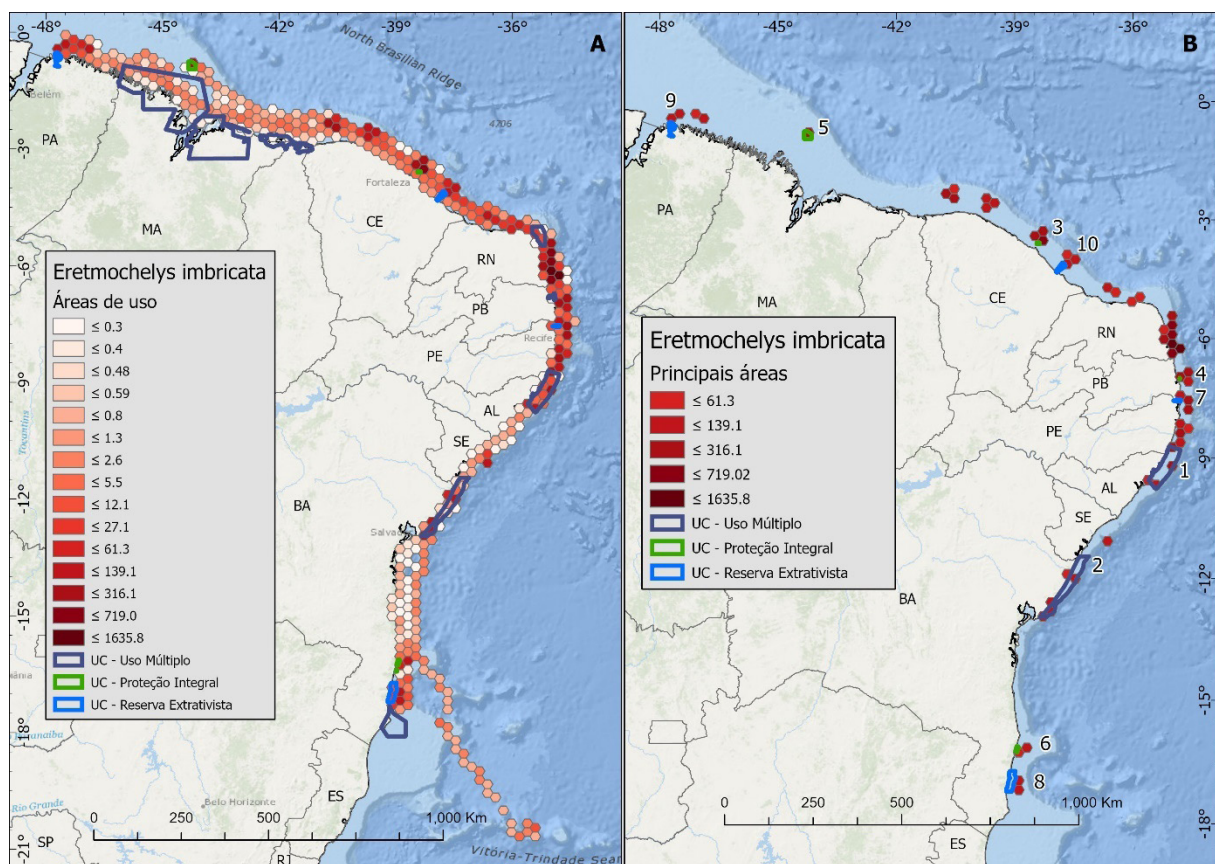 -48°
-45°
-42°
-39°
-36°
0°
-3°
-6°
-9°
-12°
-15°
-18°
-21°
A
North Brasilian Ridge
4706
Belém
PA
MA
Fortaleza
CE
RN
PB
Recife
PE
AL
SE
BA
Salvador
Tocantins
Belo Horizonte
Rio Grande
ES
SP
RJ
Vitória-Trindade Seam
Eretmochelys imbricata
Áreas de uso
≤ 0.3
≤ 0.4
≤ 0.48
≤ 0.59
≤ 0.8
≤ 1.3
≤ 2.6
≤ 5.5
≤ 12.1
≤ 27.1
≤ 61.3
≤ 139.1
≤ 316.1
≤ 719.0
≤ 1635.8
UC - Uso Múltiplo
UC - Proteção Integral
UC - Reserva Extrativista
0 250 500 1,000 Km
-48°
-45°
-42°
-39°
-36°
B
0°
-3°
-6°
-9°
-12°
-15°
-18°
9
5
3
10
4
7
1
2
6
8
PA
MA
CE
RN
PB
PE
AL
SE
BA
ES
Eretmochelys imbricata
Principais áreas
≤ 61.3
≤ 139.1
≤ 316.1
≤ 719.02
≤ 1635.8
UC - Uso Múltiplo
UC - Proteção Integral
UC - Reserva Extrativista
0 250 500 1,000 Km